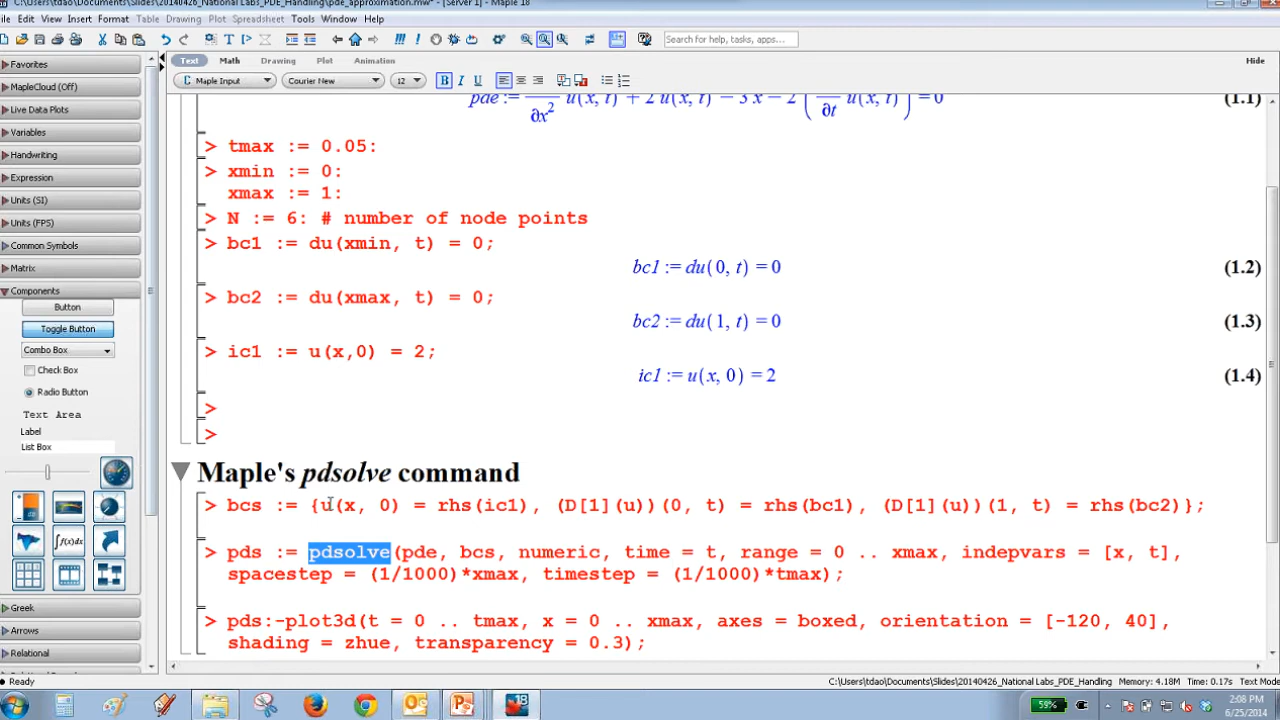 C:\Users\tdao\Documents\Slides\20140426_National Labs_PDE_Handling\pde_approximation.mw* - [Server 1] - Maple 18
File Edit View Insert Format Table Drawing Plot Spreadsheet Tools Window Help
Search for help, tasks, apps...
Text Math Drawing Plot Animation Hide
Maple Input Courier New 12 B I U
Favorites
MapleCloud (Off)
Live Data Plots
Variables
Handwriting
Expression
Units (SI)
Units (FPS)
Common Symbols
Matrix
Components
Button
Toggle Button
Combo Box
Check Box
Radio Button
Text Area
Label
List Box
f(x)dx
Greek
Arrows
Relational
pde := ∂x² u(x, t) + 2 u(x, t) − 3 x − 2 (∂/∂t u(x, t)) = 0 (1.1)
> tmax := 0.05:
> xmin := 0:
xmax := 1:
> N := 6: # number of node points
> bc1 := du(xmin, t) = 0;
bc1 := du(0, t) = 0 (1.2)
> bc2 := du(xmax, t) = 0;
bc2 := du(1, t) = 0 (1.3)
> ic1 := u(x,0) = 2;
ic1 := u(x, 0) = 2 (1.4)
>
>
Maple's pdsolve command
> bcs := {u(x, 0) = rhs(ic1), (D[1](u))(0, t) = rhs(bc1), (D[1](u))(1, t) = rhs(bc2)};
> pds := pdsolve(pde, bcs, numeric, time = t, range = 0 .. xmax, indepvars = [x, t],
spacestep = (1/1000)*xmax, timestep = (1/1000)*tmax);
> pds:-plot3d(t = 0 .. tmax, x = 0 .. xmax, axes = boxed, orientation = [-120, 40],
shading = zhue, transparency = 0.3);
Ready C:\Users\tdao\Documents\Slides\20140426_National Labs_PDE_Handling Memory: 4.18M Time: 0.17s Text Mode
59% 2:08 PM
6/25/2014